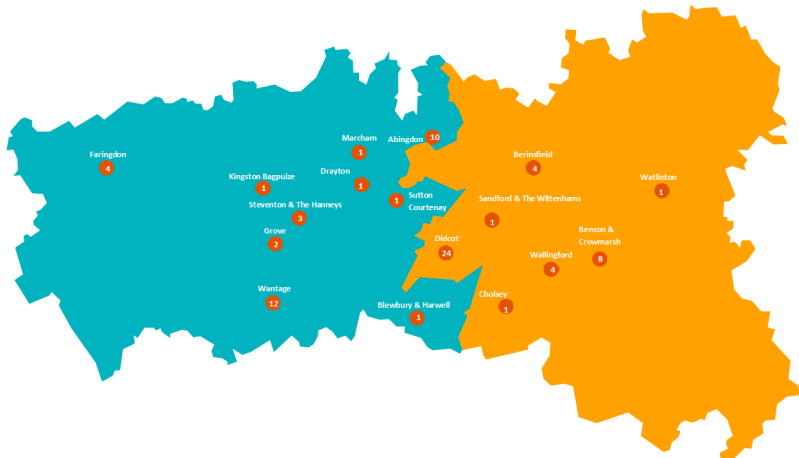 Marcham
1
Abingdon
10
Faringdon
4
Berinsfield
4
Drayton
1
Kingston Bagpuize
1
Watlinton
1
Sutton
Courtenay
1
Sandford & The Wittenhams
1
Steventon & The Hanneys
3
Grove
2
Didcot
24
Benson &
Crowmarsh
8
Wallingford
4
Wantage
12
Cholsey
1
Blewbury & Harwell
1